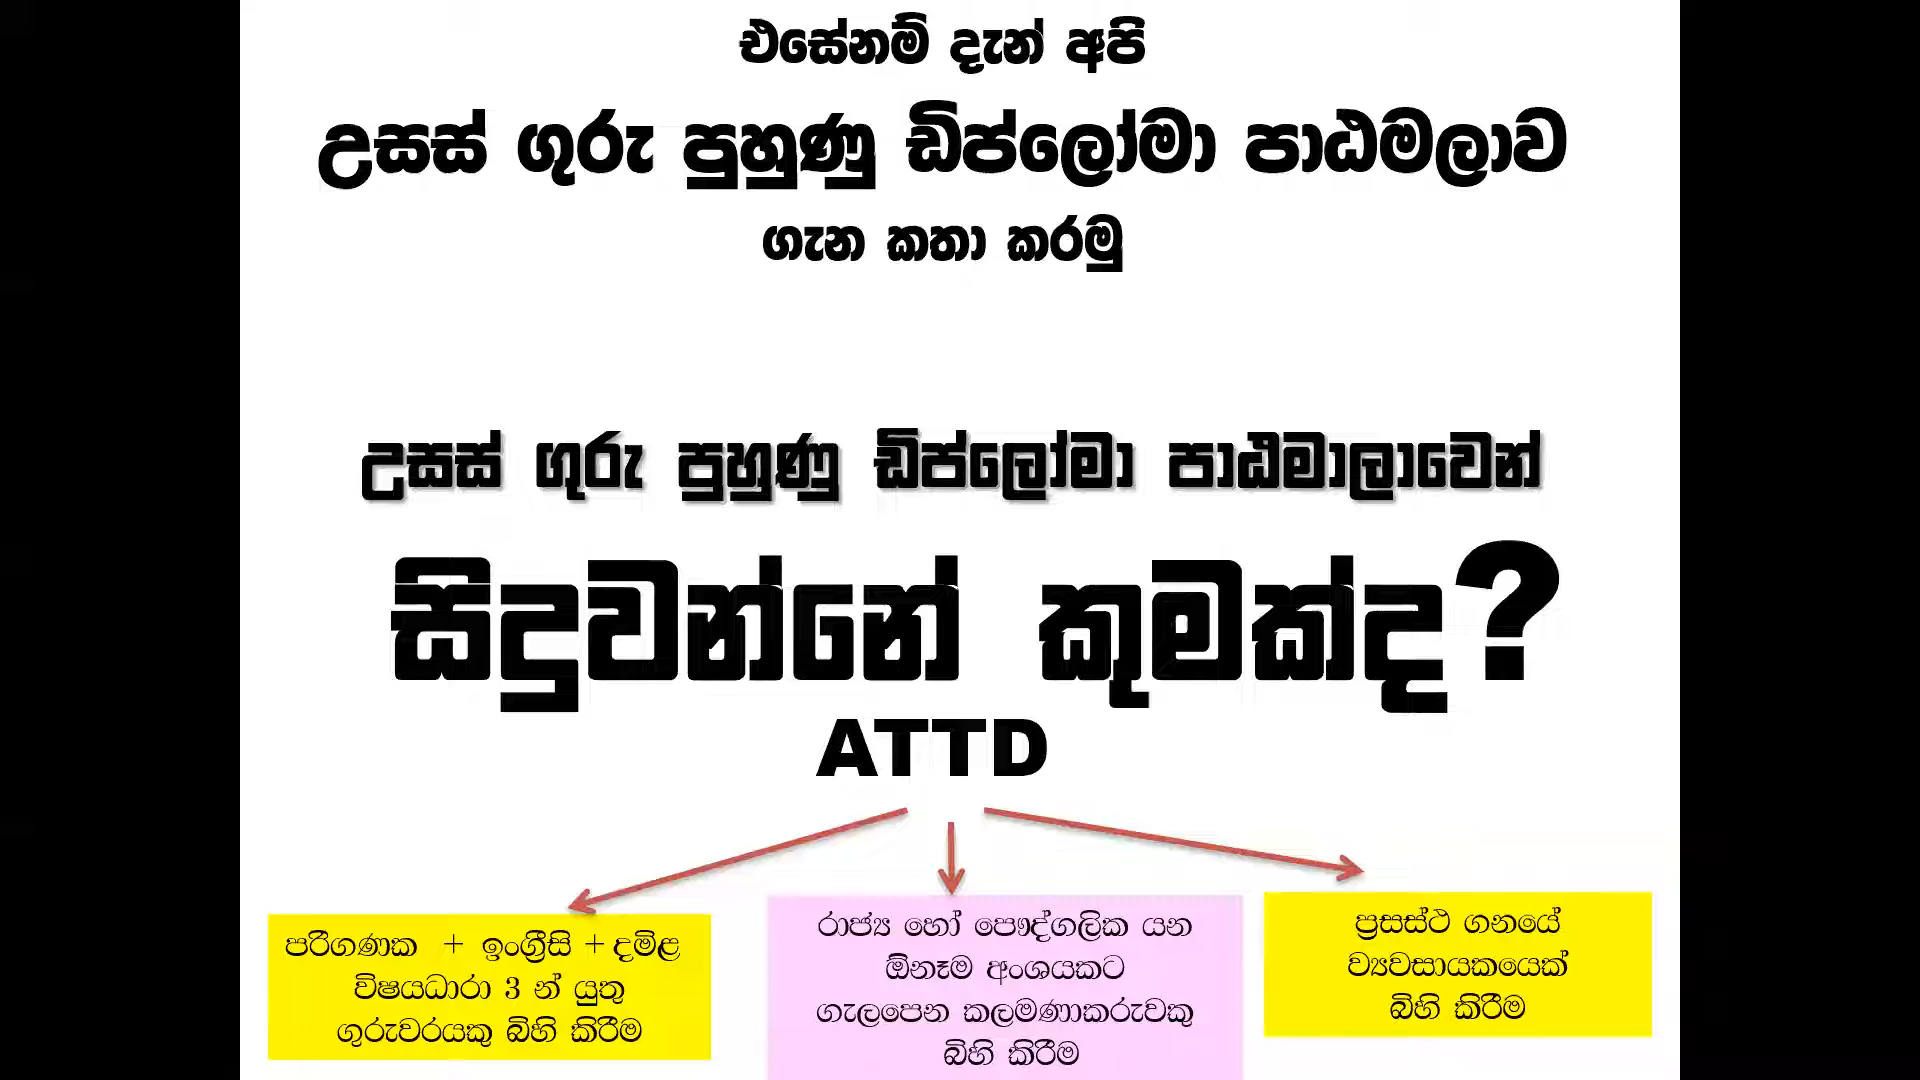 එසේනම් දැන් අපි
උසස් ගුරු පුහුණු ඩිප්ලෝමා පාඨමලාව
ගැන කතා කරමු
උසස් ගුරු පුහුණු ඩිප්ලෝමා පාඨමාලාවෙන්
සිදුවන්නේ කුමක්ද?
ATTD
පරිගණක + ඉංග්‍රීසි + දමිළ
විෂයධාරා 3 න් යුතු
ගුරුවරයකු බිහි කිරීම
රාජ්‍ය හෝ පෞද්ගලික යන
ඕනෑම අංශයකට
ගැලපෙන කලමණාකරුවකු
බිහි කිරීම
ප්‍රසස්ථ ගනයේ
ව්‍යවසායකයෙක්
බිහි කිරීම